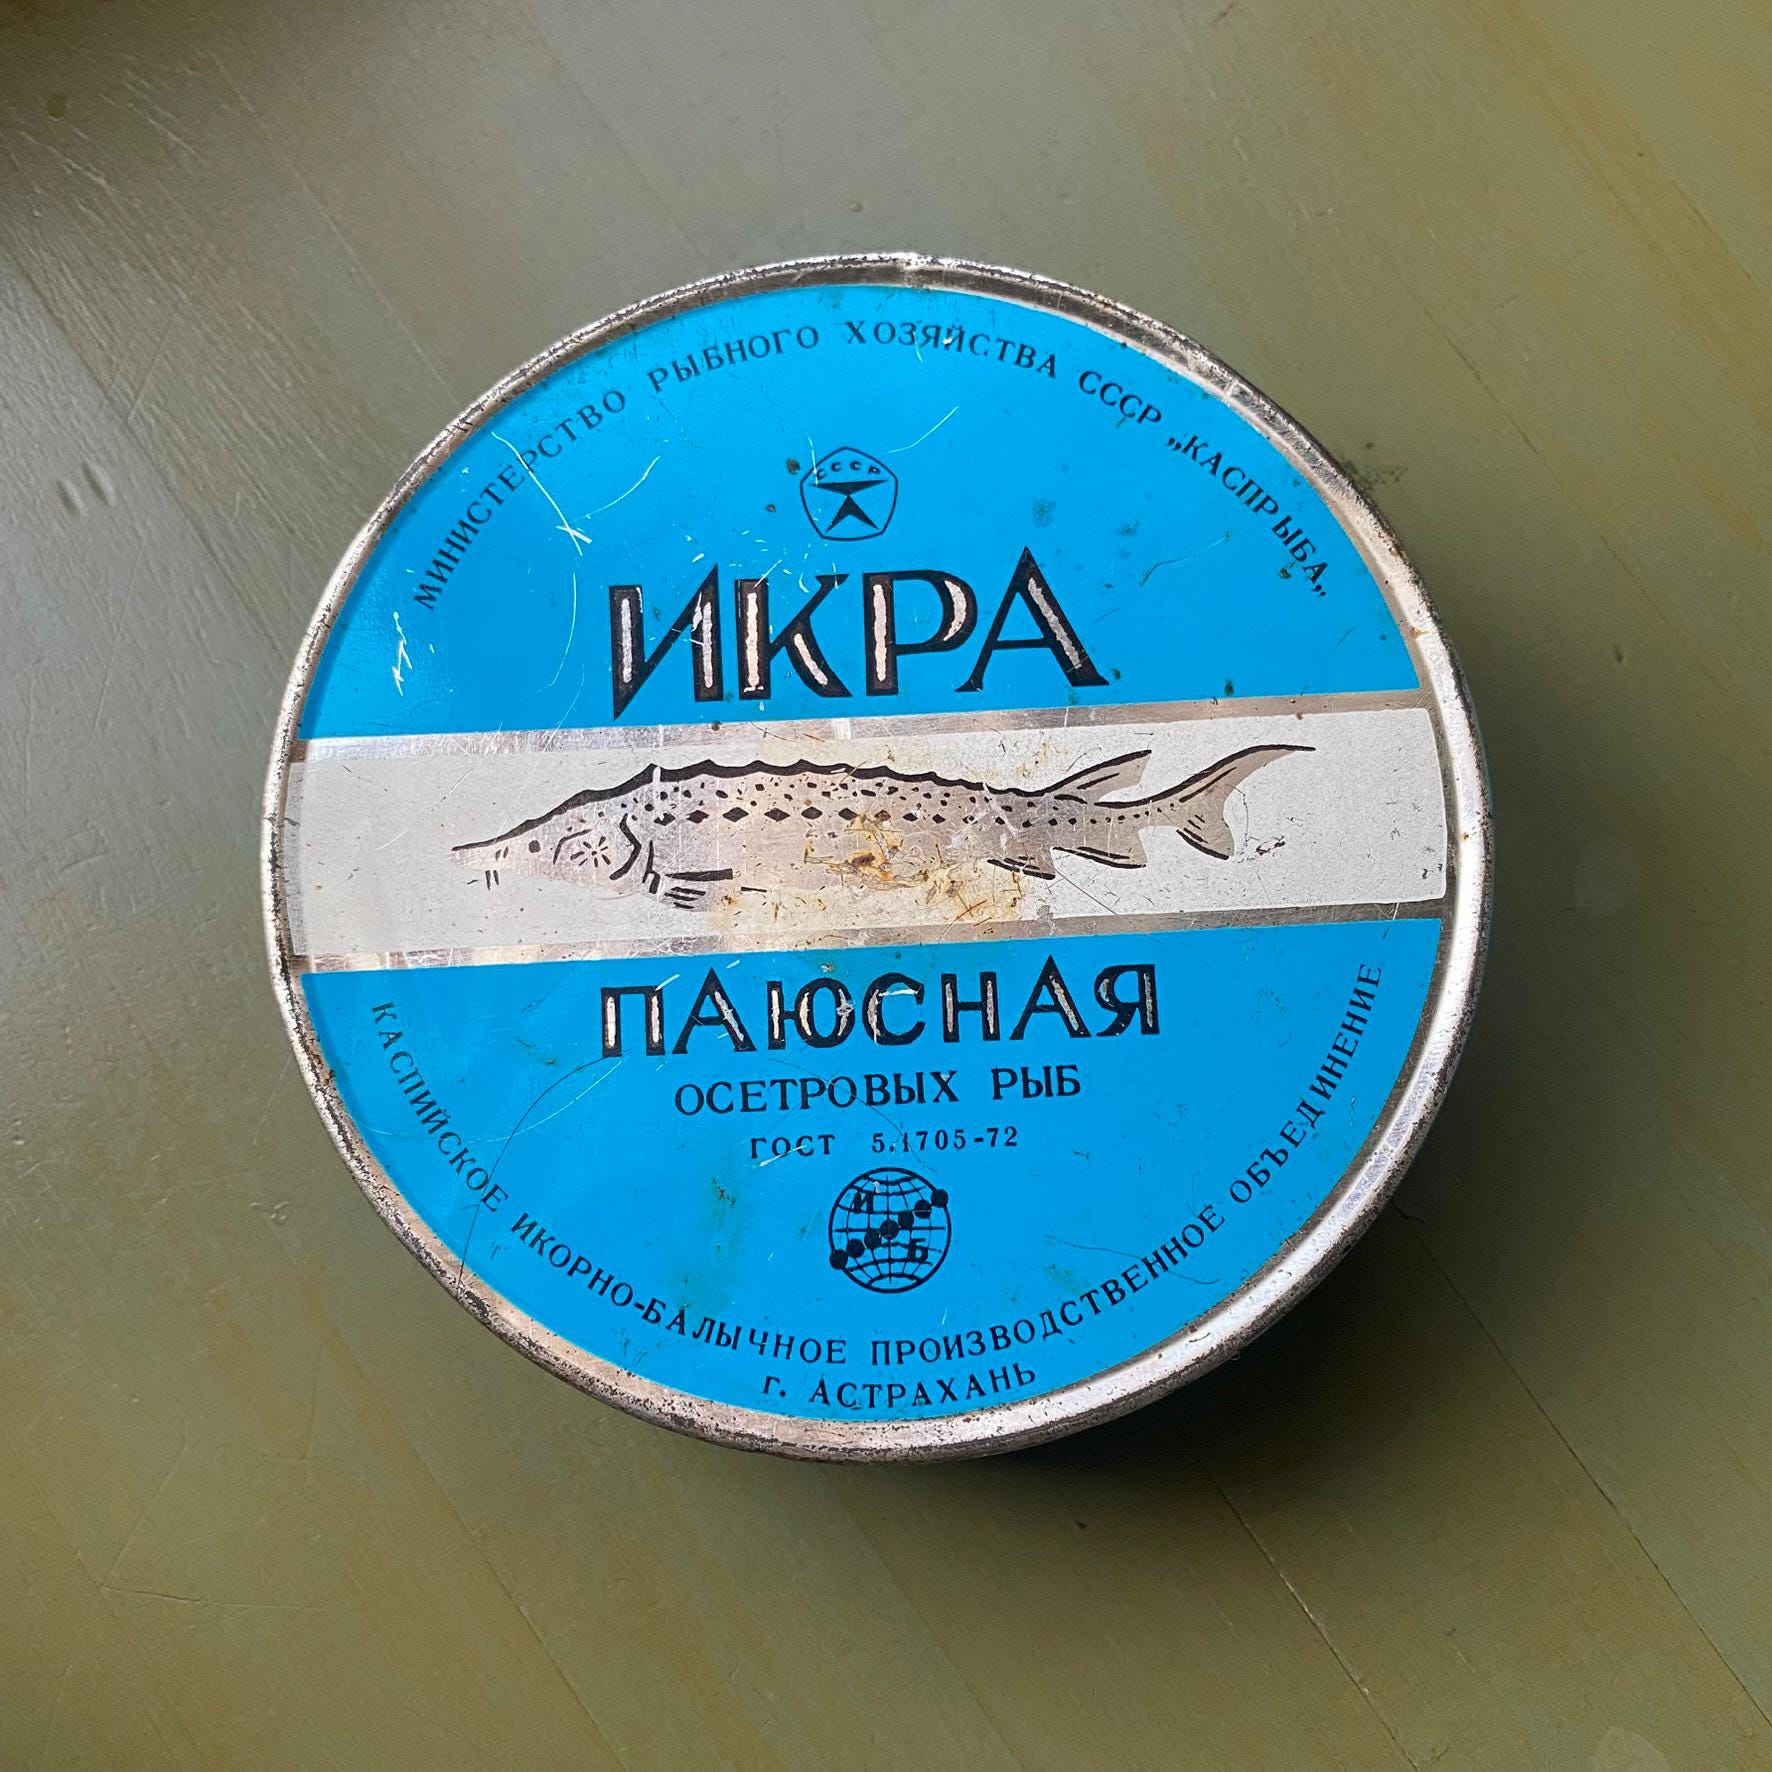 МИНИСТЕРСТВО РЫБНОГО ХОЗЯЙСТВА СССР „КАСПРЫБА„
СССР
ИКРА
ПАЮСНАЯ
ОСЕТРОВЫХ РЫБ
ГОСТ 5.1705-72
И
Б
КАСПИЙСКОЕ ИКОРНО-БАЛЫЧНОЕ ПРОИЗВОДСТВЕННОЕ ОБЪЕДИНЕНИЕ
г. АСТРАХАНЬ